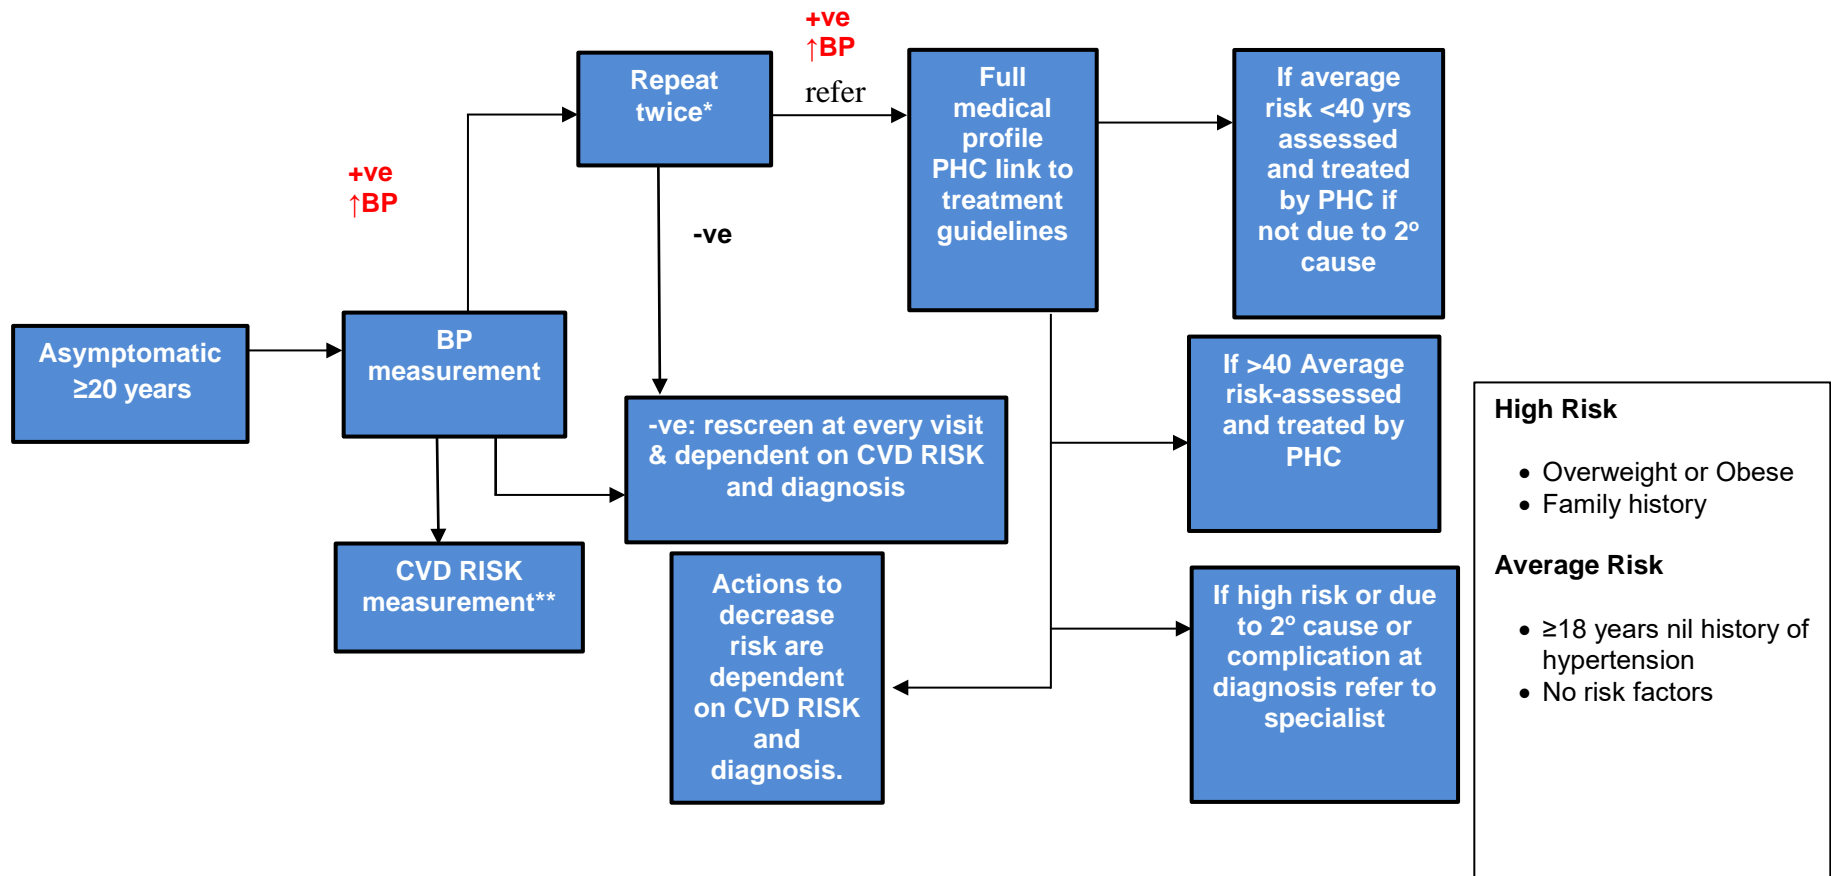 Asymptomatic
≥20 years
BP
measurement
+ve
↑BP
Repeat
twice*
+ve
↑BP
refer
-ve
Full
medical
profile
PHC link to
treatment
guidelines
If average
risk <40 yrs
assessed
and treated
by PHC if
not due to 2º
cause
If >40 Average
risk-assessed
and treated by
PHC
-ve: rescreen at every visit
& dependent on CVD RISK
and diagnosis
CVD RISK
measurement**
Actions to
decrease
risk are
dependent
on CVD RISK
and
diagnosis.
If high risk or due
to 2º cause or
complication at
diagnosis refer to
specialist
High Risk
• Overweight or Obese
• Family history
Average Risk
• ≥18 years nil history of
hypertension
• No risk factors